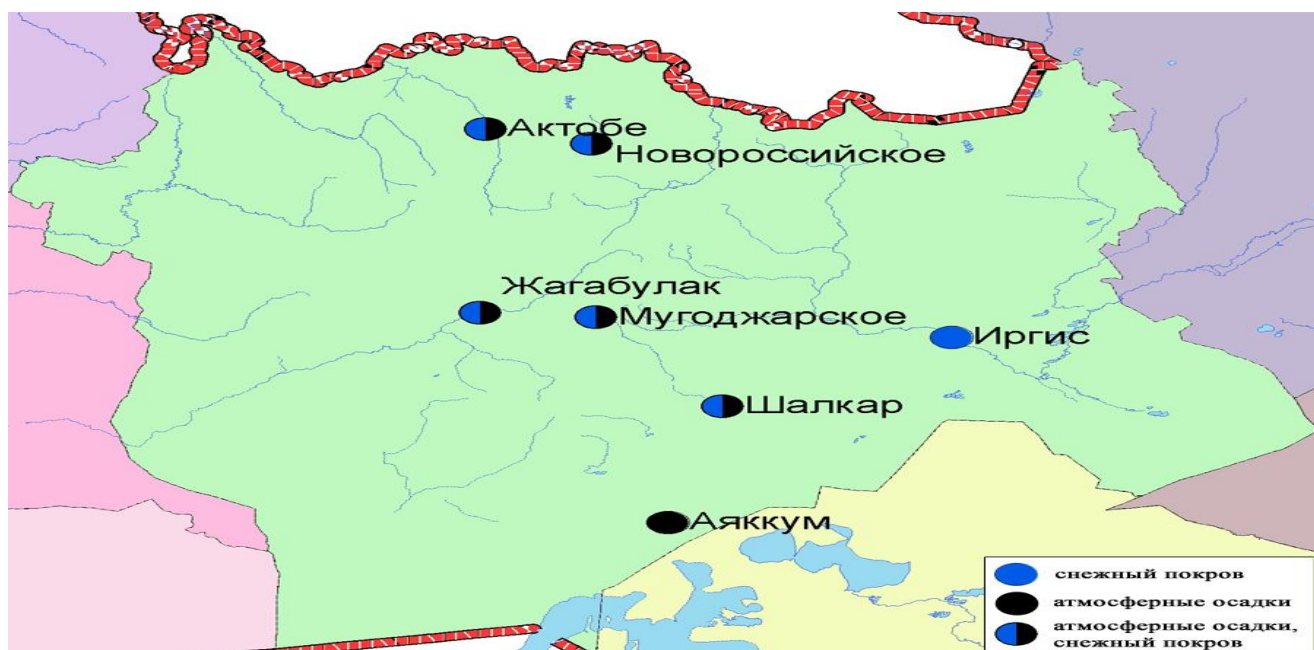 Актобе
Новороссийское
Жагабулак
Мугоджарское
Иргис
Шалкар
Аяккум
снежный покров
атмосферные осадки
атмосферные осадки,
снежный покров